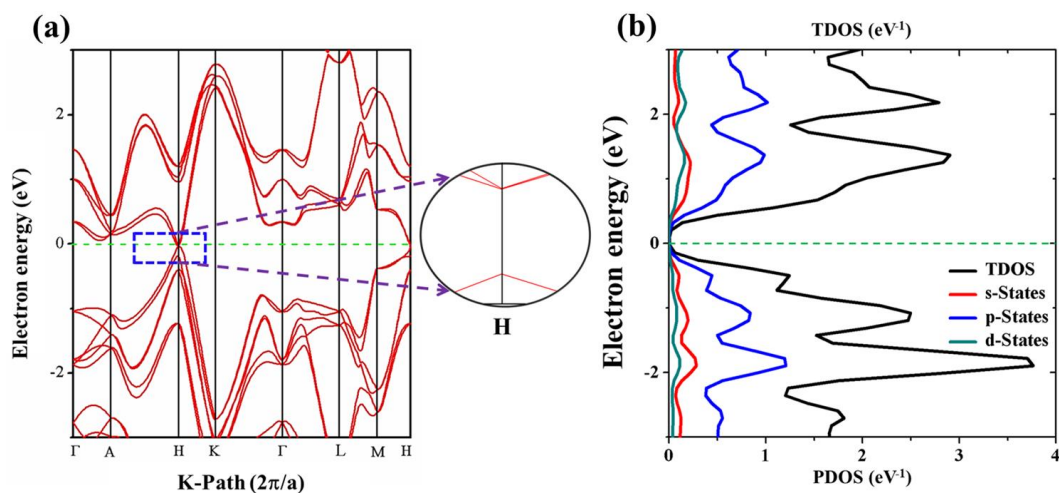 (a)
Electron energy (eV)
2
0
-2
Γ A H K Γ L M H
K-Path (2π/a)
H
(b)
TDOS (eV-1)
Electron energy (eV)
2
0
-2
TDOS
s-States
p-States
d-States
0 1 2 3 4
PDOS (eV-1)